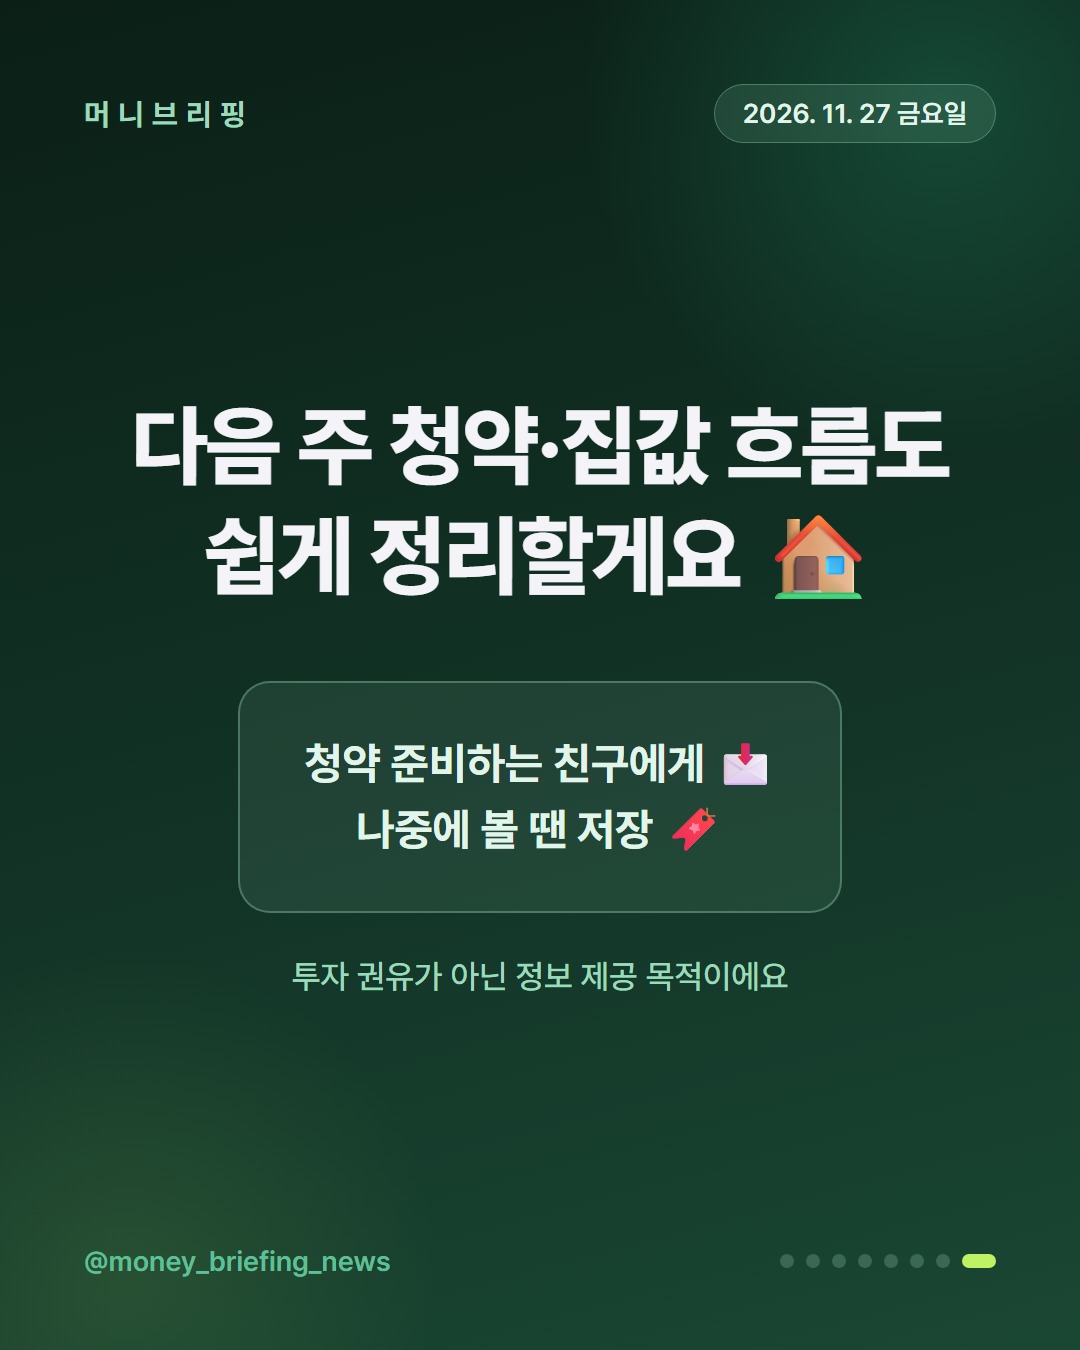 머니브리핑
2026. 11. 27 금요일
다음 주 청약·집값 흐름도
쉽게 정리할게요 🏠
청약 준비하는 친구에게 📩
나중에 볼 땐 저장 🔖
투자 권유가 아닌 정보 제공 목적이에요
@money_briefing_news